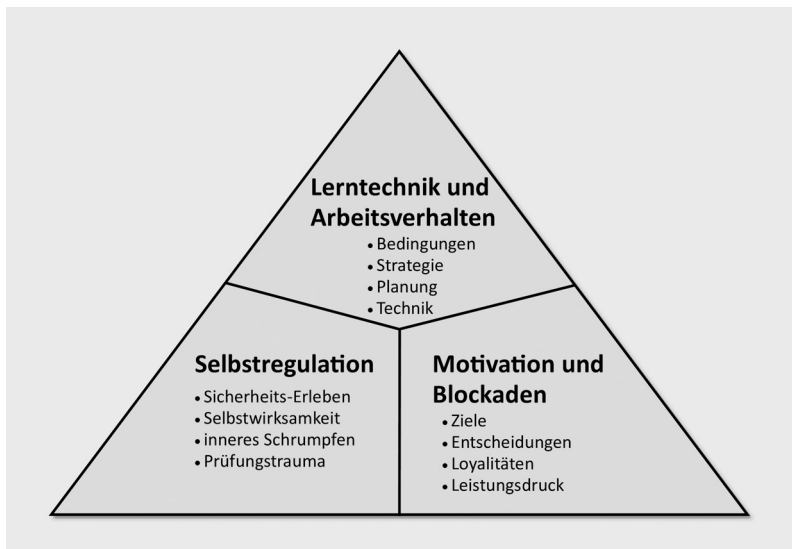 Lerntechnik und
Arbeitsverhalten
• Bedingungen
• Strategie
• Planung
• Technik
Selbstregulation
• Sicherheits-Erleben
• Selbstwirksamkeit
• inneres Schrumpfen
• Prüfungstrauma
Motivation und
Blockaden
• Ziele
• Entscheidungen
• Loyalitäten
• Leistungsdruck